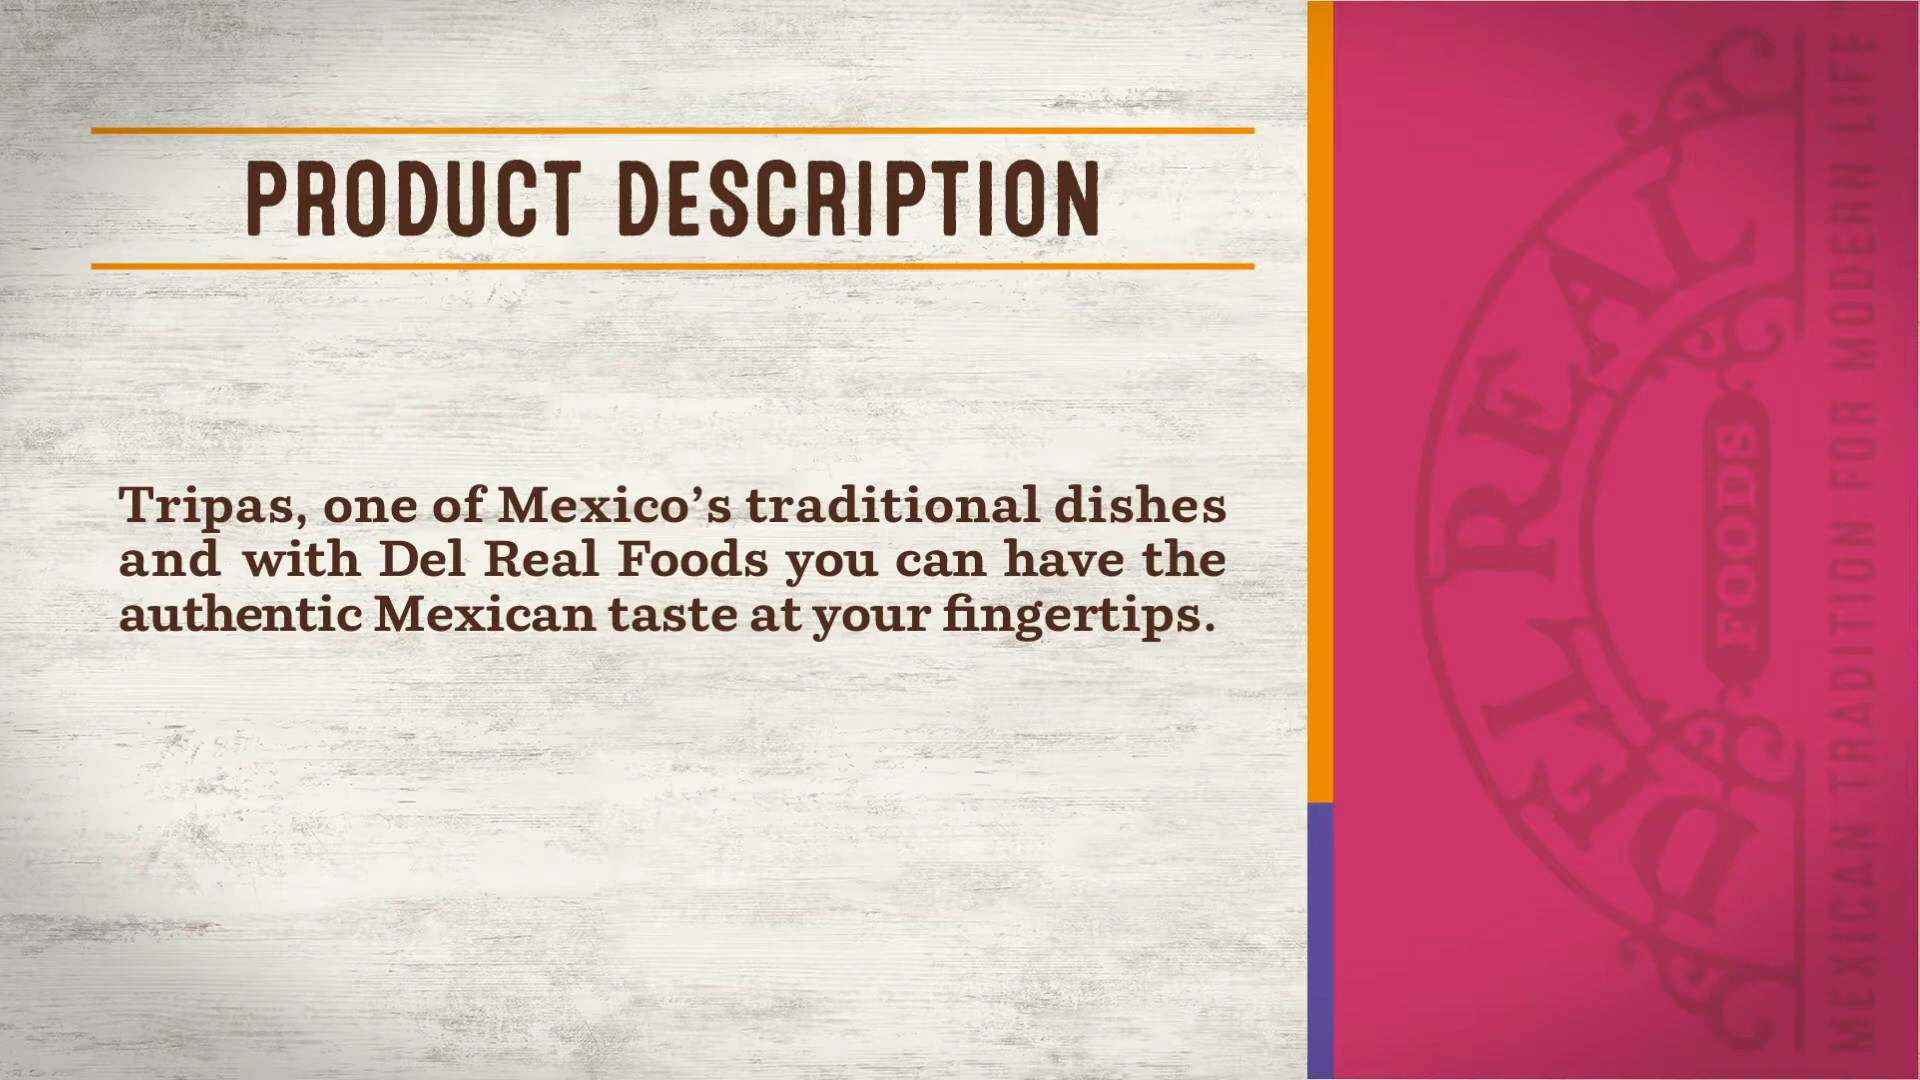 PRODUCT DESCRIPTION
Tripas, one of Mexico’s traditional dishes
and with Del Real Foods you can have the
authentic Mexican taste at your fingertips.
DEL REAL
FOODS
MEXICAN TRADITION FOR MODERN LIFE